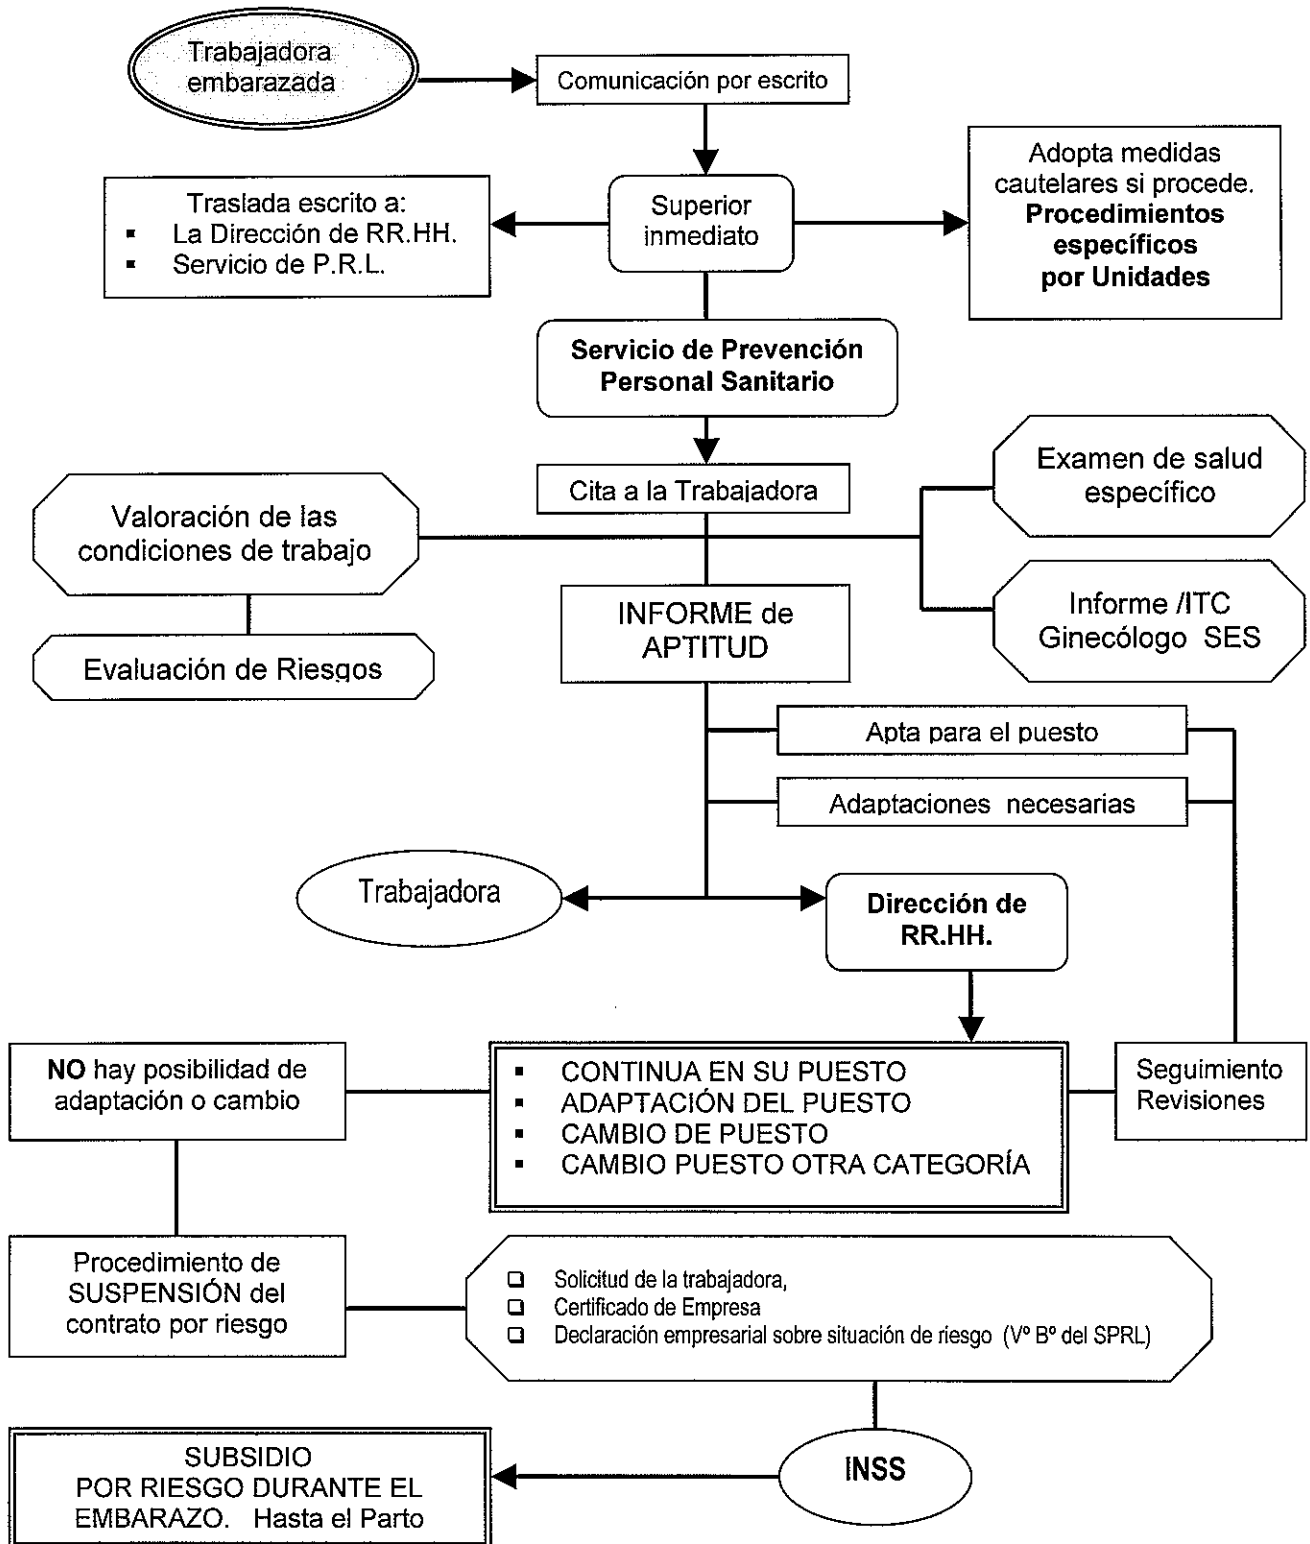 Trabajadora
embarazada
Comunicación por escrito
Adopta medidas
cautelares si procede.
Procedimientos
específicos
por Unidades
Traslada escrito a:
▪ La Dirección de RR.HH.
▪ Servicio de P.R.L.
Superior
inmediato
Servicio de Prevención
Personal Sanitario
Cita a la Trabajadora
Examen de salud
específico
Valoración de las
condiciones de trabajo
Informe /ITC
Ginecólogo SES
INFORME de
APTITUD
Evaluación de Riesgos
Apta para el puesto
Adaptaciones necesarias
Trabajadora
Dirección de
RR.HH.
NO hay posibilidad de
adaptación o cambio
▪ CONTINUA EN SU PUESTO
▪ ADAPTACIÓN DEL PUESTO
▪ CAMBIO DE PUESTO
▪ CAMBIO PUESTO OTRA CATEGORÍA
Seguimiento
Revisiones
Procedimiento de
SUSPENSIÓN del
contrato por riesgo
❑ Solicitud de la trabajadora,
❑ Certificado de Empresa
❑ Declaración empresarial sobre situación de riesgo (Vº Bº del SPRL)
INSS
SUBSIDIO
POR RIESGO DURANTE EL
EMBARAZO. Hasta el Parto